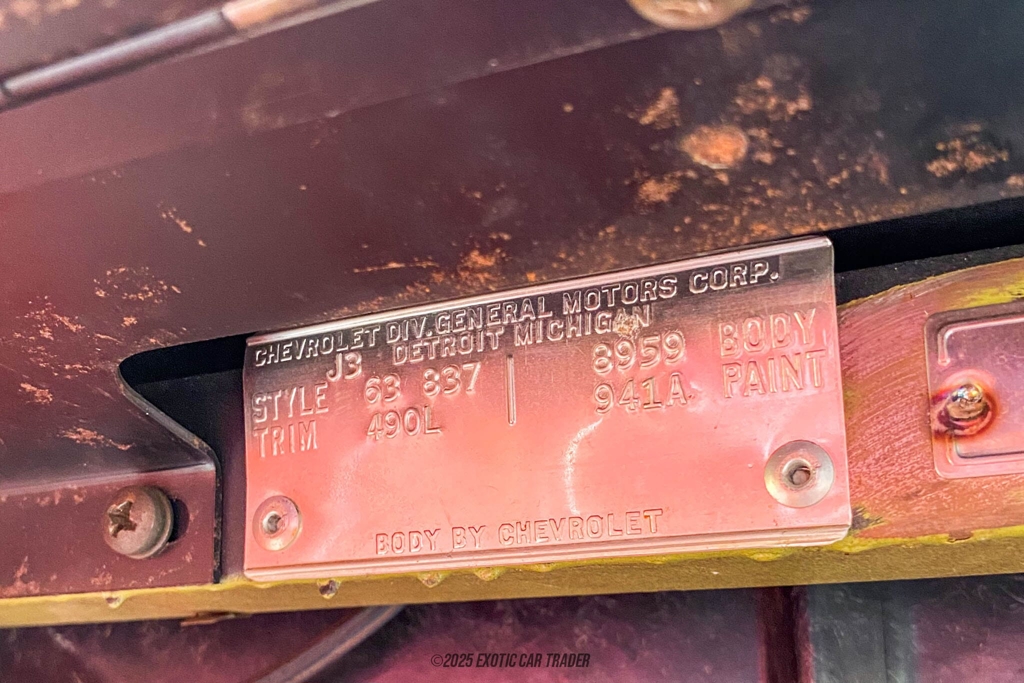 CHEVROLET DIV. GENERAL MOTORS CORP.
J3 DETROIT MICHIGAN
STYLE 63 837 8959 BODY
TRIM 490L 941A PAINT
BODY BY CHEVROLET
©2025 EXOTIC CAR TRADER